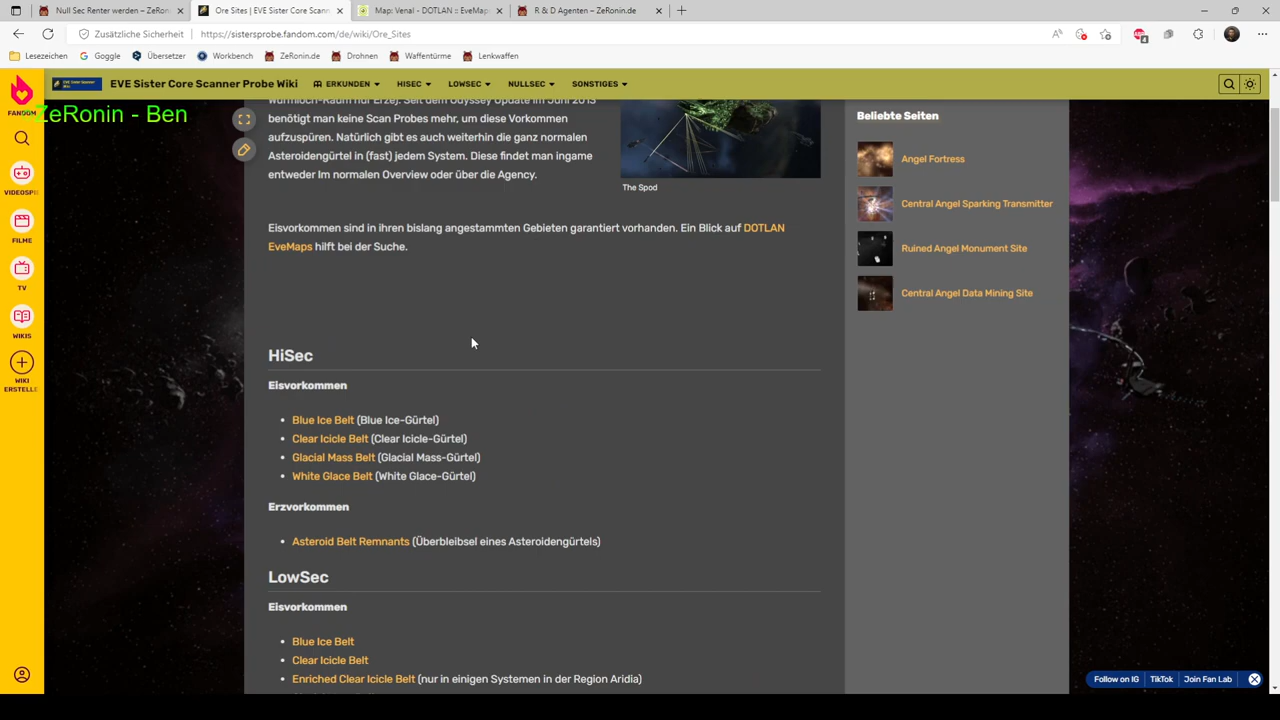 Null Sec Renter werden – ZeRon
Ore Sites | EVE Sister Core Scann
Map: Venal - DOTLAN :: EveMap
R & D Agenten – ZeRonin.de
Zusätzliche Sicherheit
https://sistersprobe.fandom.com/de/wiki/Ore_Sites
Lesezeichen
Goggle
Übersetzer
Workbench
ZeRonin.de
Drohnen
Waffentürme
Lenkwaffen
EVE Sister Core Scanner Probe Wiki
ERKUNDEN
HISEC
LOWSEC
NULLSEC
SONSTIGES
FANDOM
ZeRonin - Ben
VIDEOSPI
FILME
TV
WIKIS
WIKI
ERSTELLE
Wurmloch-Raum nur Erze). Seit dem Odyssey Update im Juni 2013
benötigt man keine Scan Probes mehr, um diese Vorkommen
aufzuspüren. Natürlich gibt es auch weiterhin die ganz normalen
Asteroidengürtel in (fast) jedem System. Diese findet man ingame
entweder Im normalen Overview oder über die Agency.
The Spod
Eisvorkommen sind in ihren bislang angestammten Gebieten garantiert vorhanden. Ein Blick auf DOTLAN
EveMaps hilft bei der Suche.
HiSec
Eisvorkommen
• Blue Ice Belt (Blue Ice-Gürtel)
• Clear Icicle Belt (Clear Icicle-Gürtel)
• Glacial Mass Belt (Glacial Mass-Gürtel)
• White Glace Belt (White Glace-Gürtel)
Erzvorkommen
• Asteroid Belt Remnants (Überbleibsel eines Asteroidengürtels)
LowSec
Eisvorkommen
• Blue Ice Belt
• Clear Icicle Belt
• Enriched Clear Icicle Belt (nur in einigen Systemen in der Region Aridia)
Beliebte Seiten
Angel Fortress
Central Angel Sparking Transmitter
Ruined Angel Monument Site
Central Angel Data Mining Site
Follow on IG
TikTok
Join Fan Lab